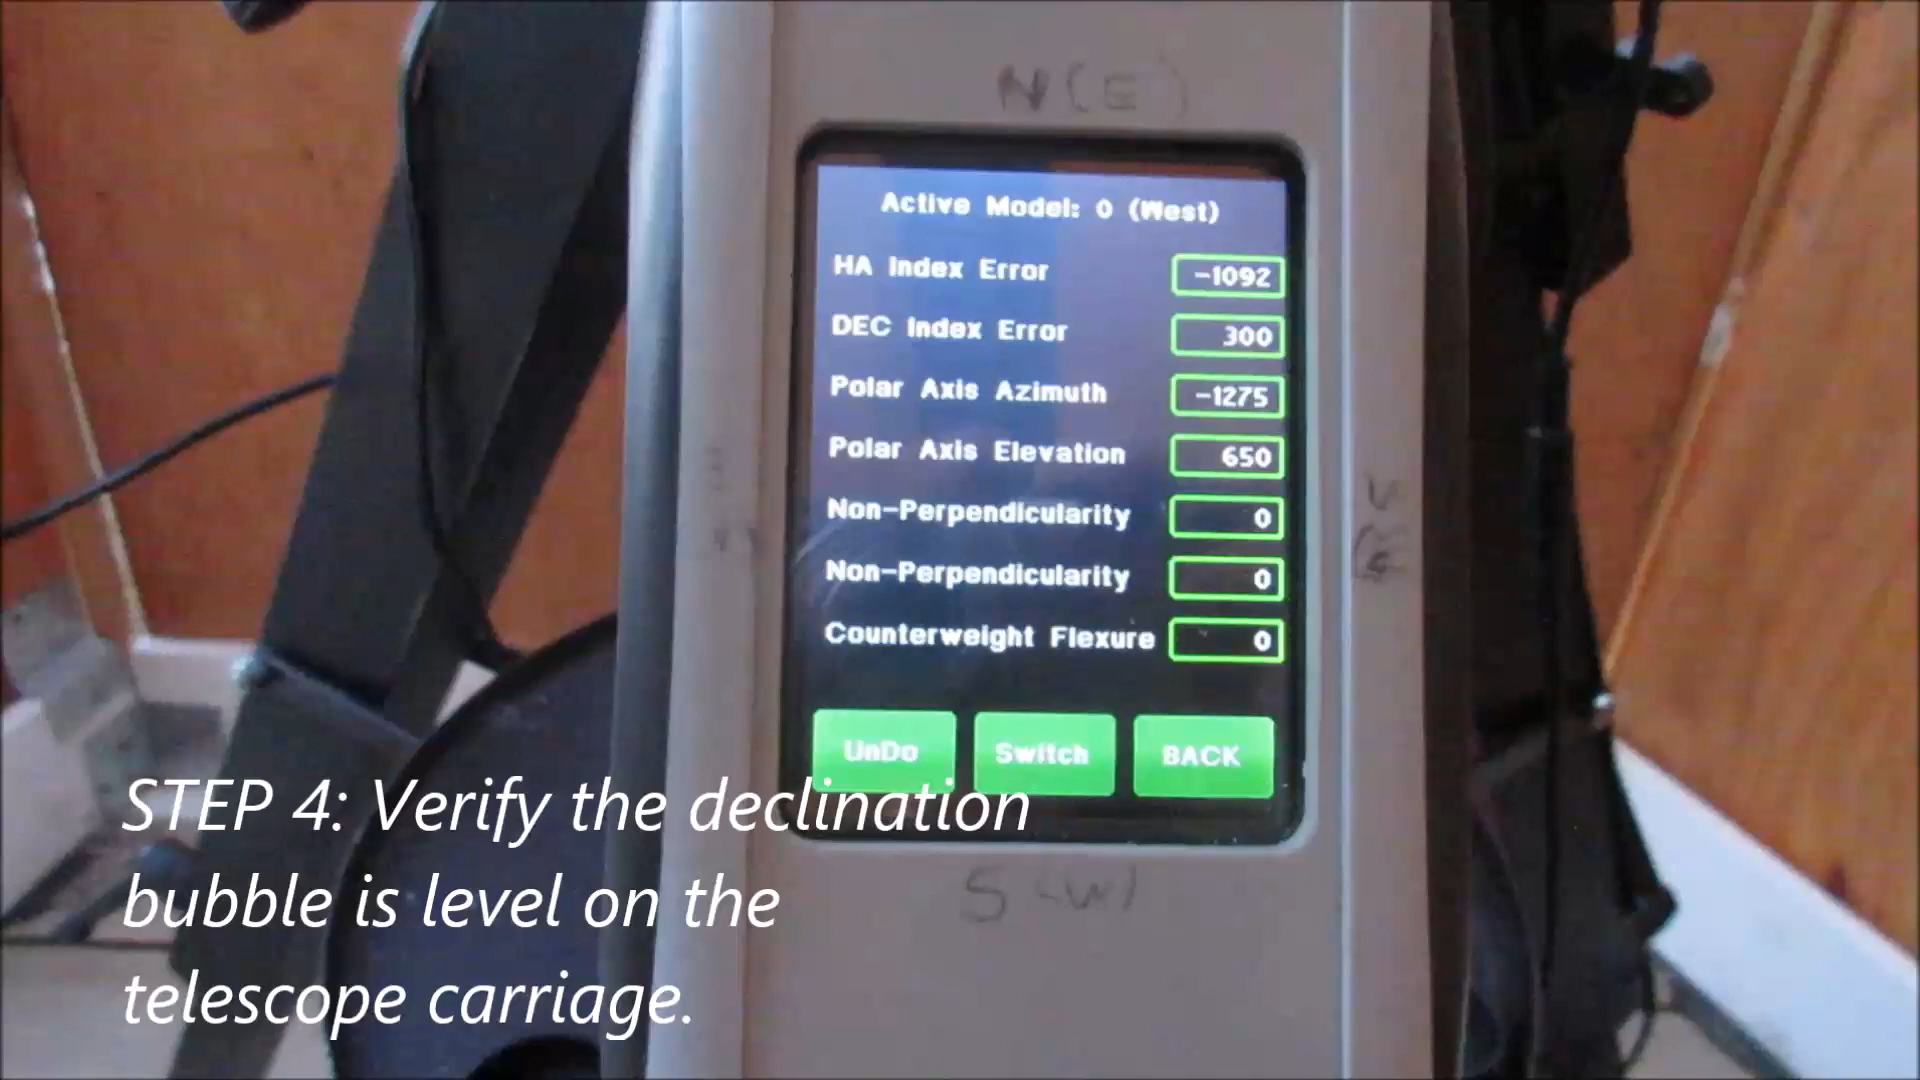 N(E)
Active Model: 0 (West)
HA Index Error -1092
DEC Index Error 300
Polar Axis Azimuth -1275
Polar Axis Elevation 650
Non-Perpendicularity 0
Non-Perpendicularity 0
Counterweight Flexure 0
UnDo Switch BACK
S (W)
STEP 4: Verify the declination
bubble is level on the
telescope carriage.